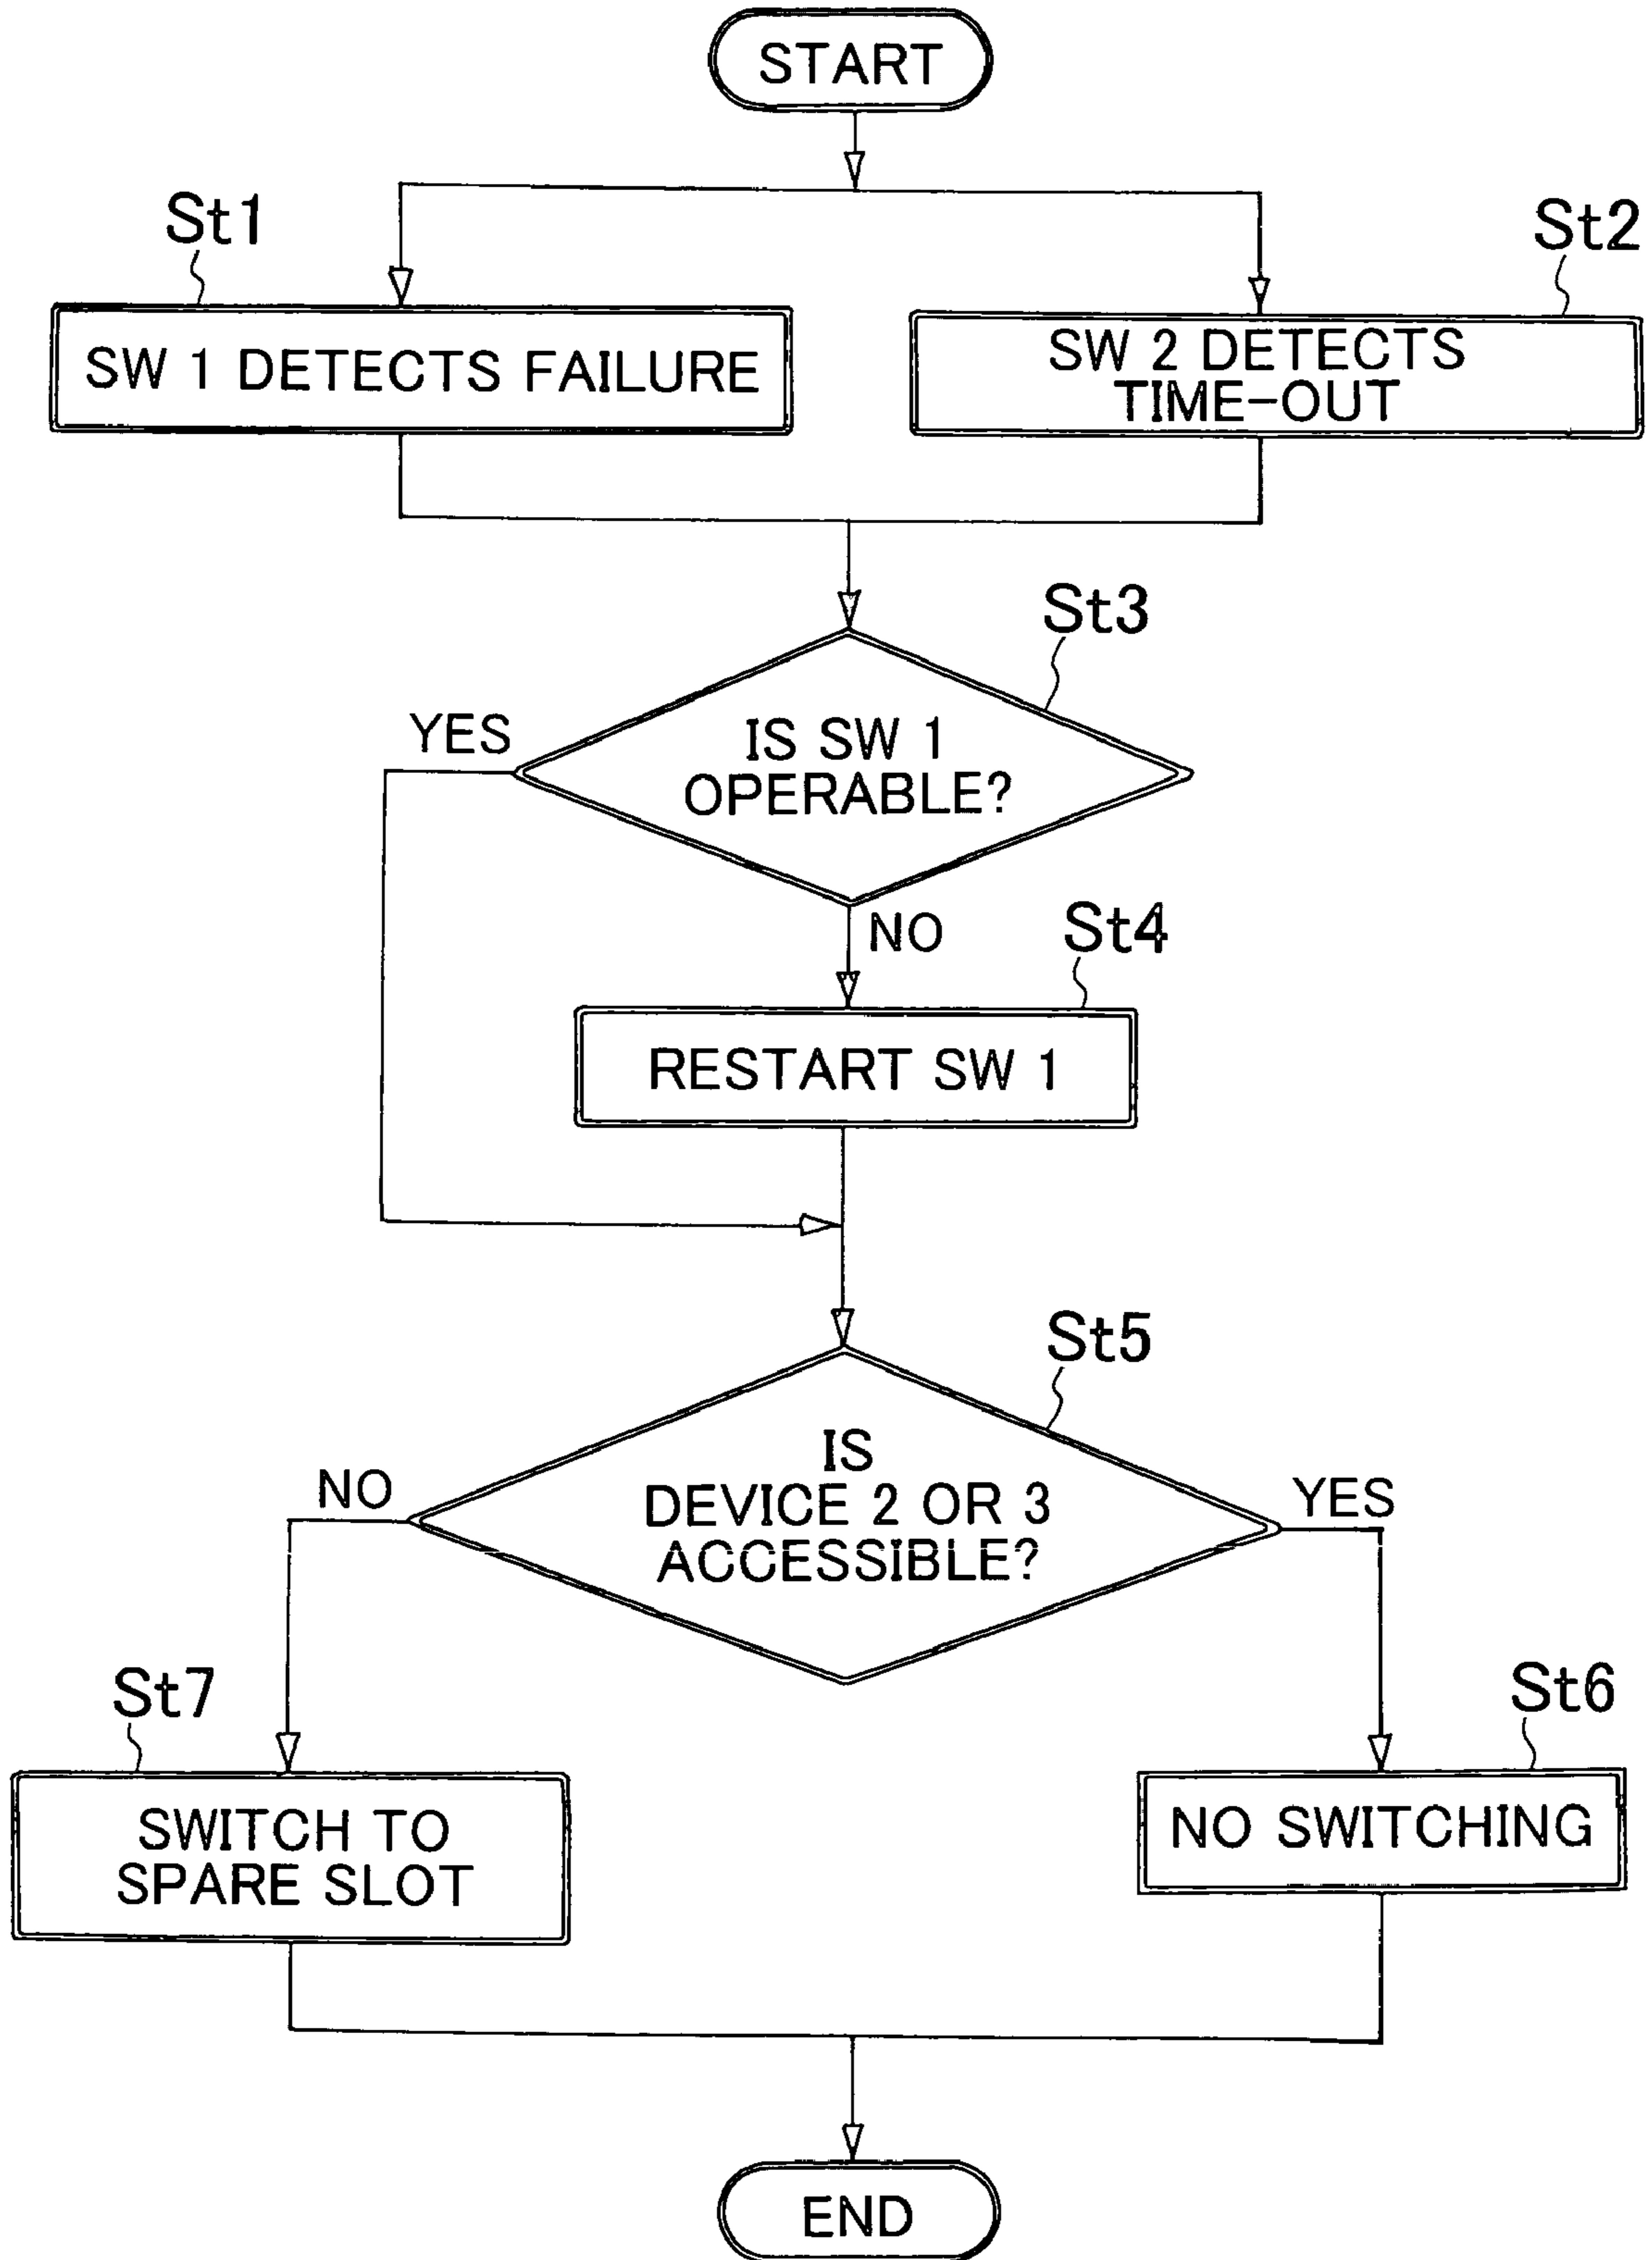 START
St1
St2
SW 1 DETECTS FAILURE
SW 2 DETECTS
TIME-OUT
St3
YES
IS SW 1
OPERABLE?
NO
St4
RESTART SW 1
St5
IS
DEVICE 2 OR 3
ACCESSIBLE?
NO
YES
St7
St6
SWITCH TO
SPARE SLOT
NO SWITCHING
END